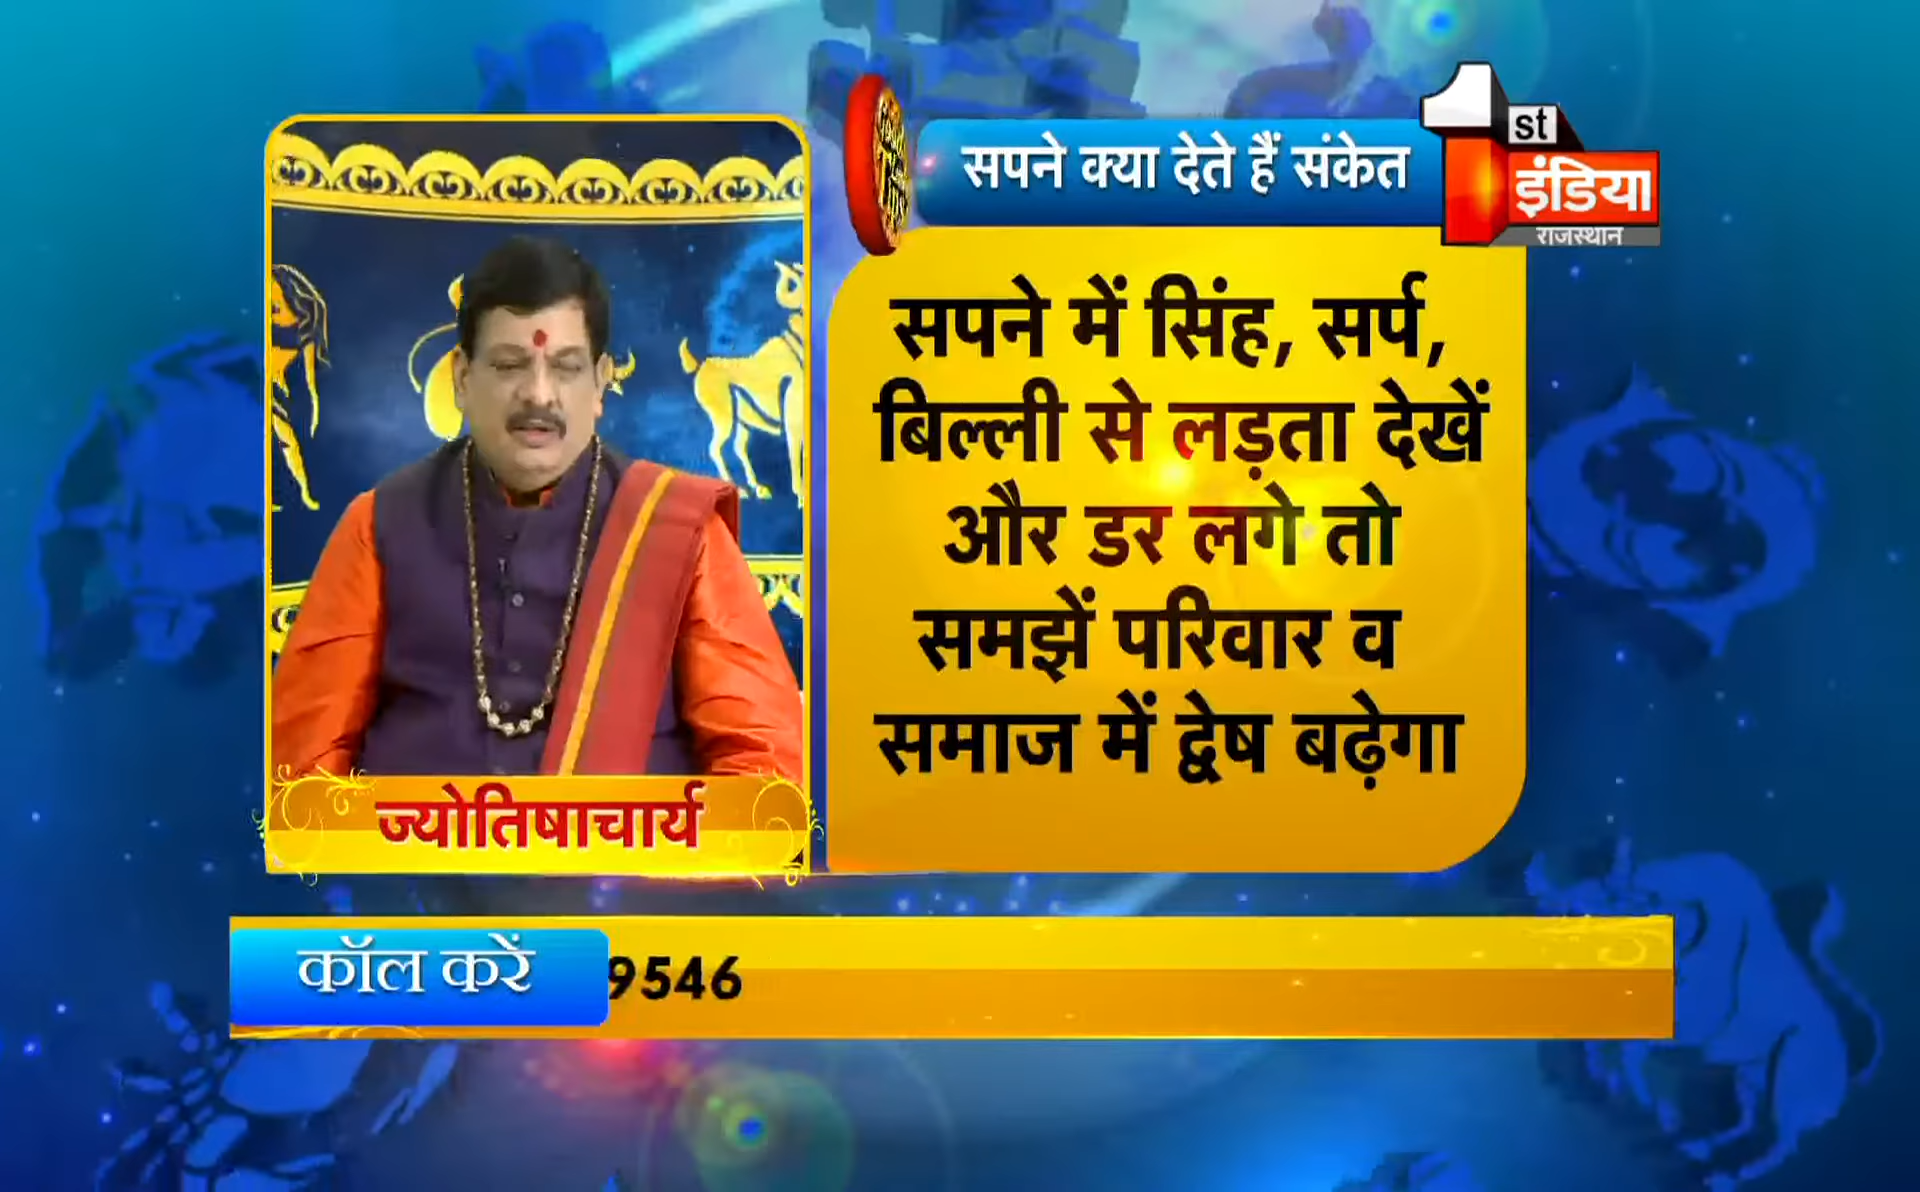 सपने क्या देते हैं संकेत
1st
इंडिया
राजस्थान
सपने में सिंह, सर्प,
बिल्ली से लड़ता देखें
और डर लगे तो
समझें परिवार व
समाज में द्वेष बढ़ेगा
ज्योतिषाचार्य
कॉल करें 9546